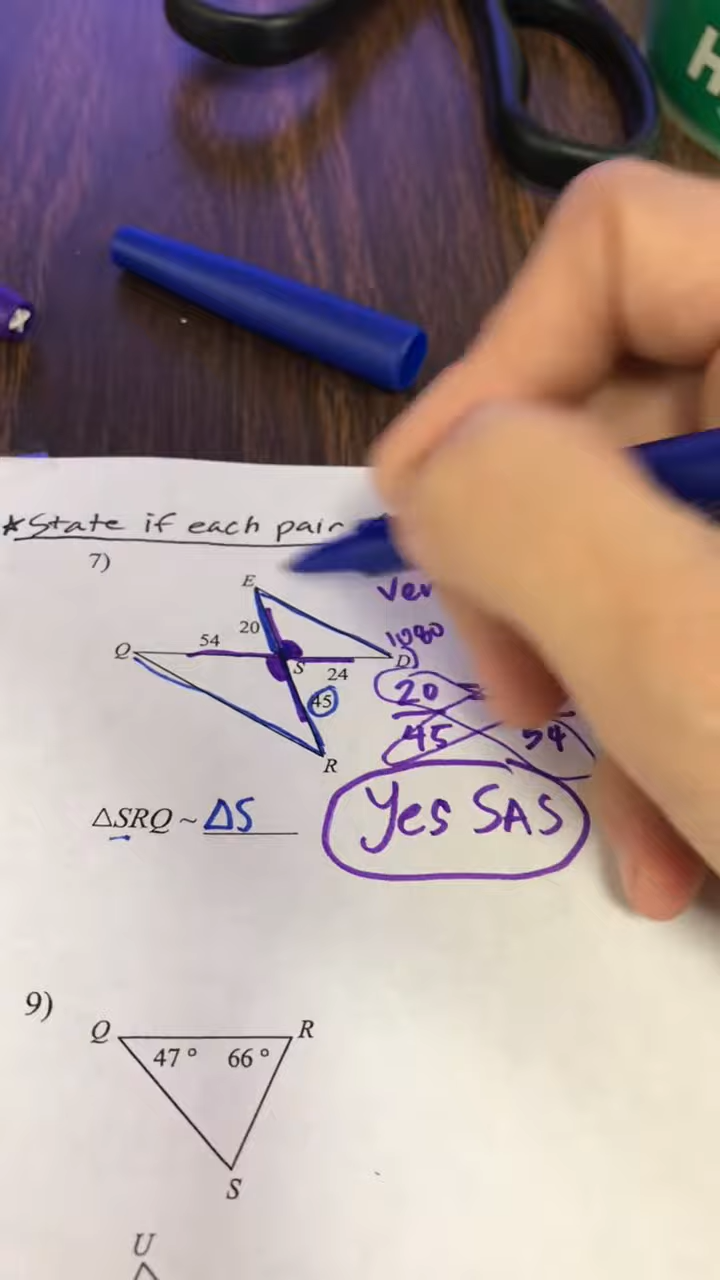 H
*State if each pair
7)
E
Ver
20
1080
54
Q
S
D
24
20
45
45
54
R
△SRQ ~ △S
Yes SAS
9)
Q
R
47°
66°
S
U